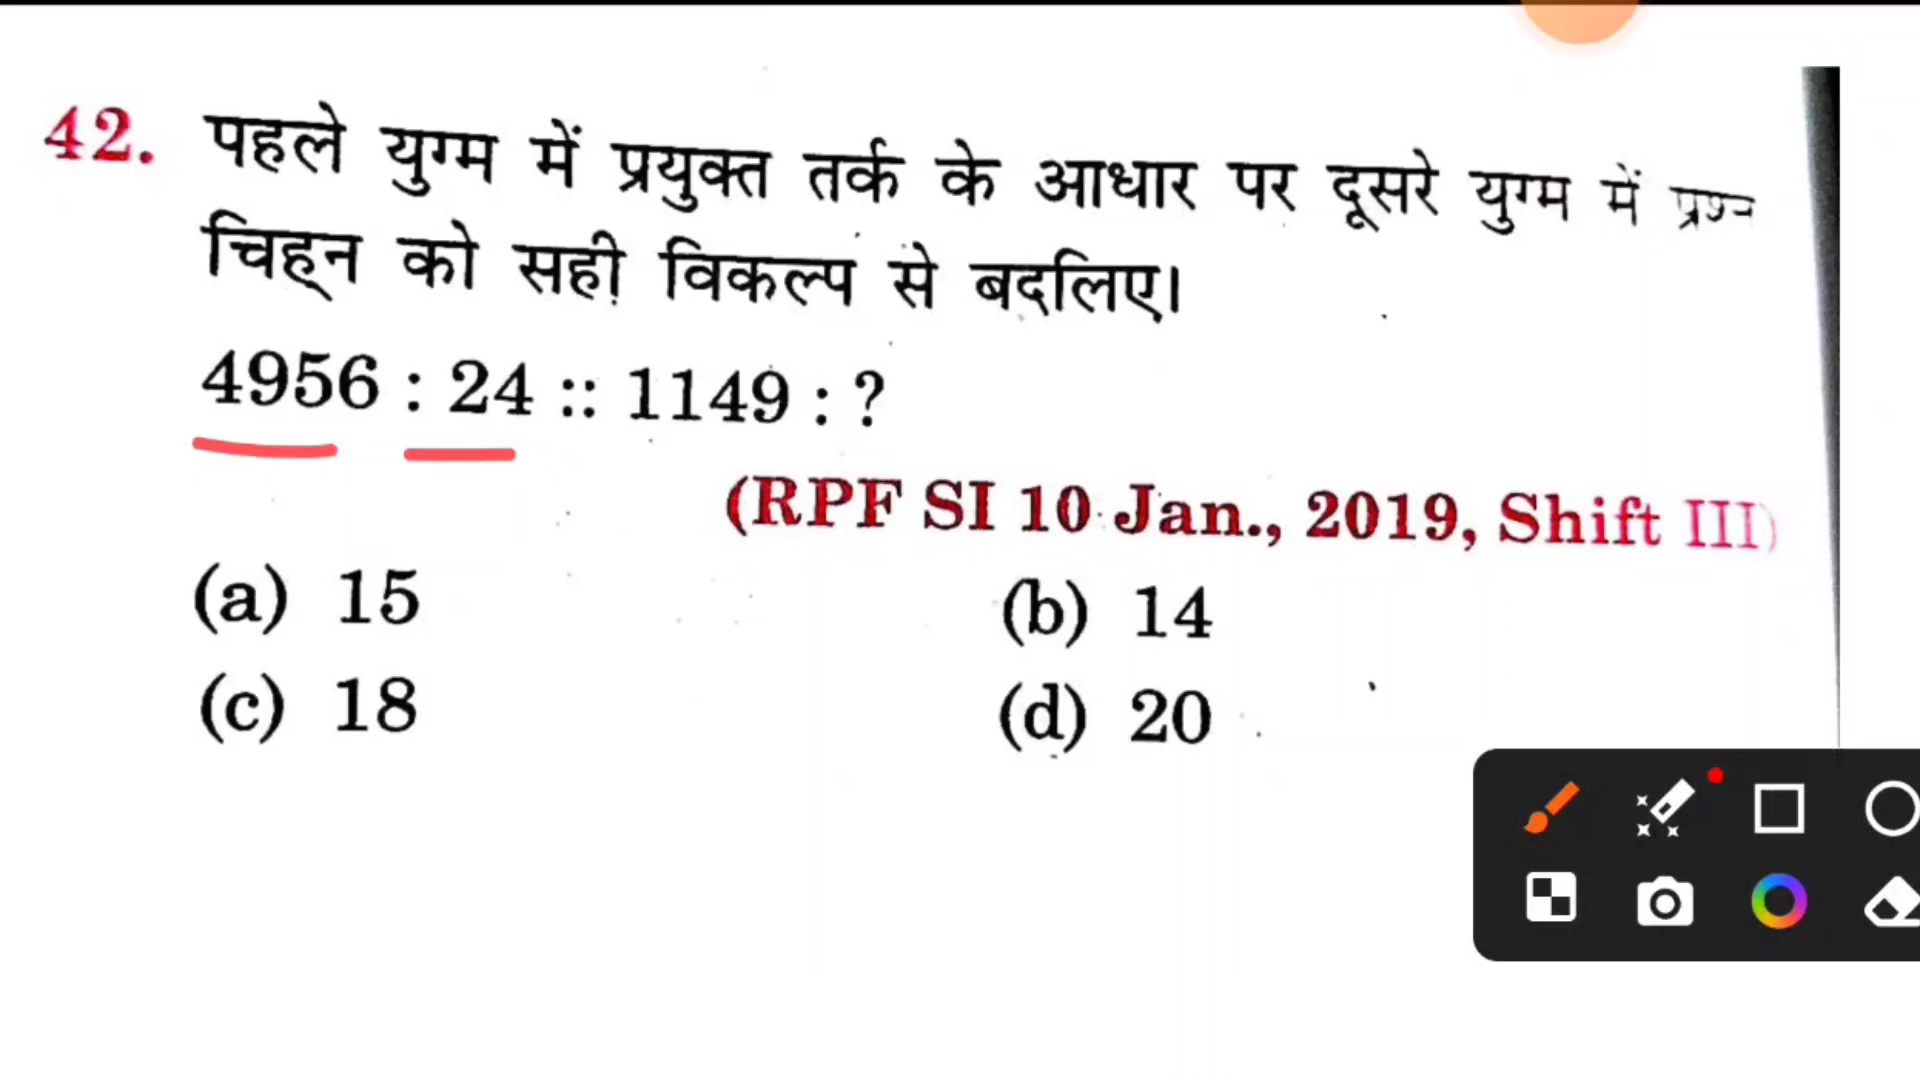 42. पहले युग्म में प्रयुक्त तर्क के आधार पर दूसरे युग्म में प्रश्न
चिह्न को सही विकल्प से बदलिए।
4956 : 24 :: 1149 : ?
(RPF SI 10 Jan., 2019, Shift III)
(a) 15 (b) 14
(c) 18 (d) 20